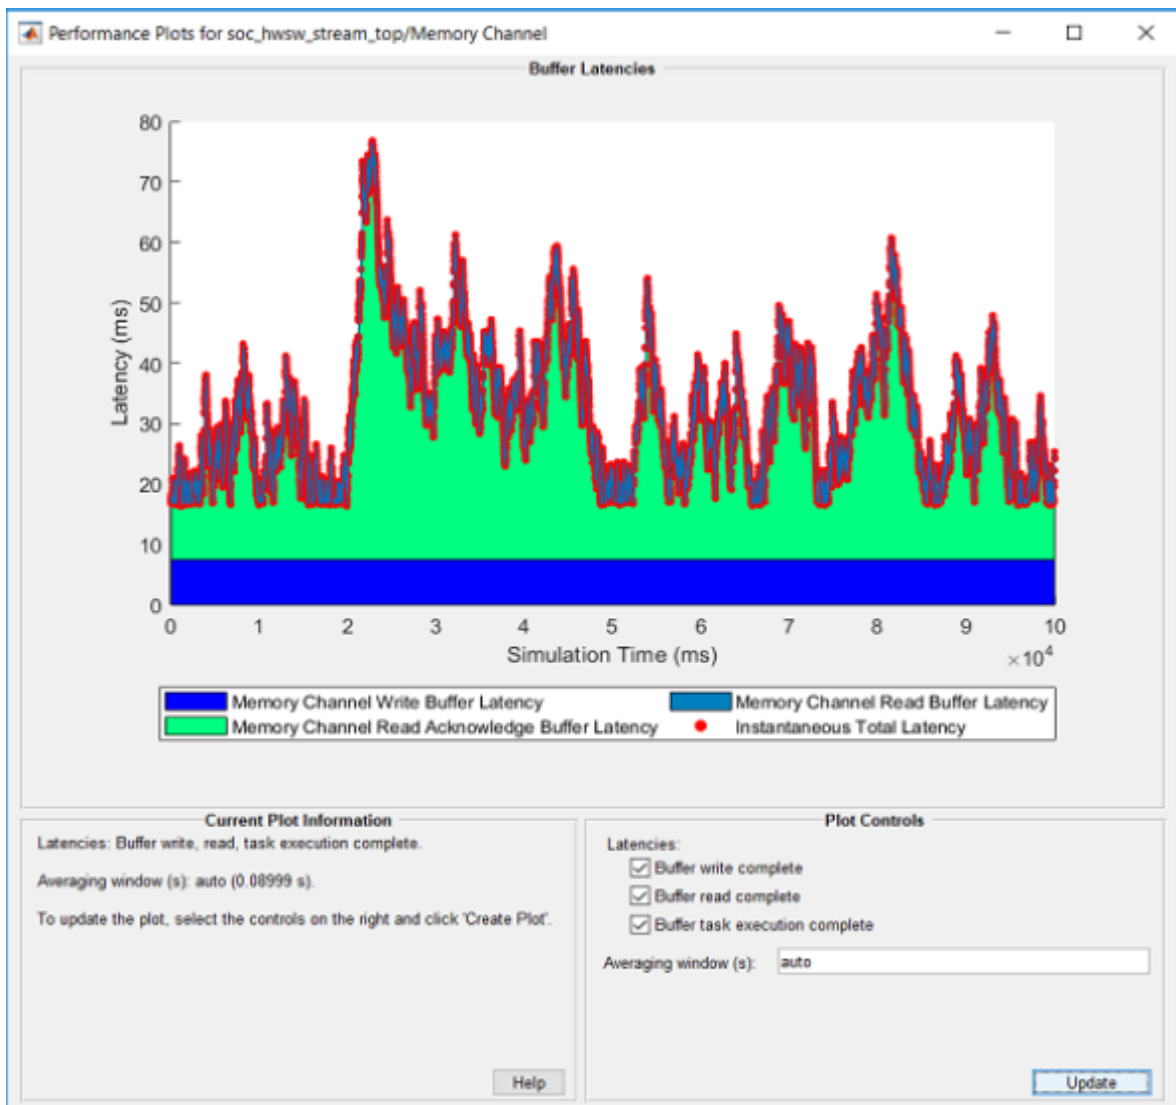 Performance Plots for soc_hwsw_stream_top/Memory Channel
Buffer Latencies
80
70
60
50
40
30
20
10
0
Latency (ms)
0 1 2 3 4 5 6 7 8 9 10
Simulation Time (ms)
×10⁴
Memory Channel Write Buffer Latency Memory Channel Read Buffer Latency
Memory Channel Read Acknowledge Buffer Latency Instantaneous Total Latency
Current Plot Information
Latencies: Buffer write, read, task execution complete.
Averaging window (s): auto (0.08999 s).
To update the plot, select the controls on the right and click 'Create Plot'.
Help
Plot Controls
Latencies:
Buffer write complete
Buffer read complete
Buffer task execution complete
Averaging window (s): auto
Update